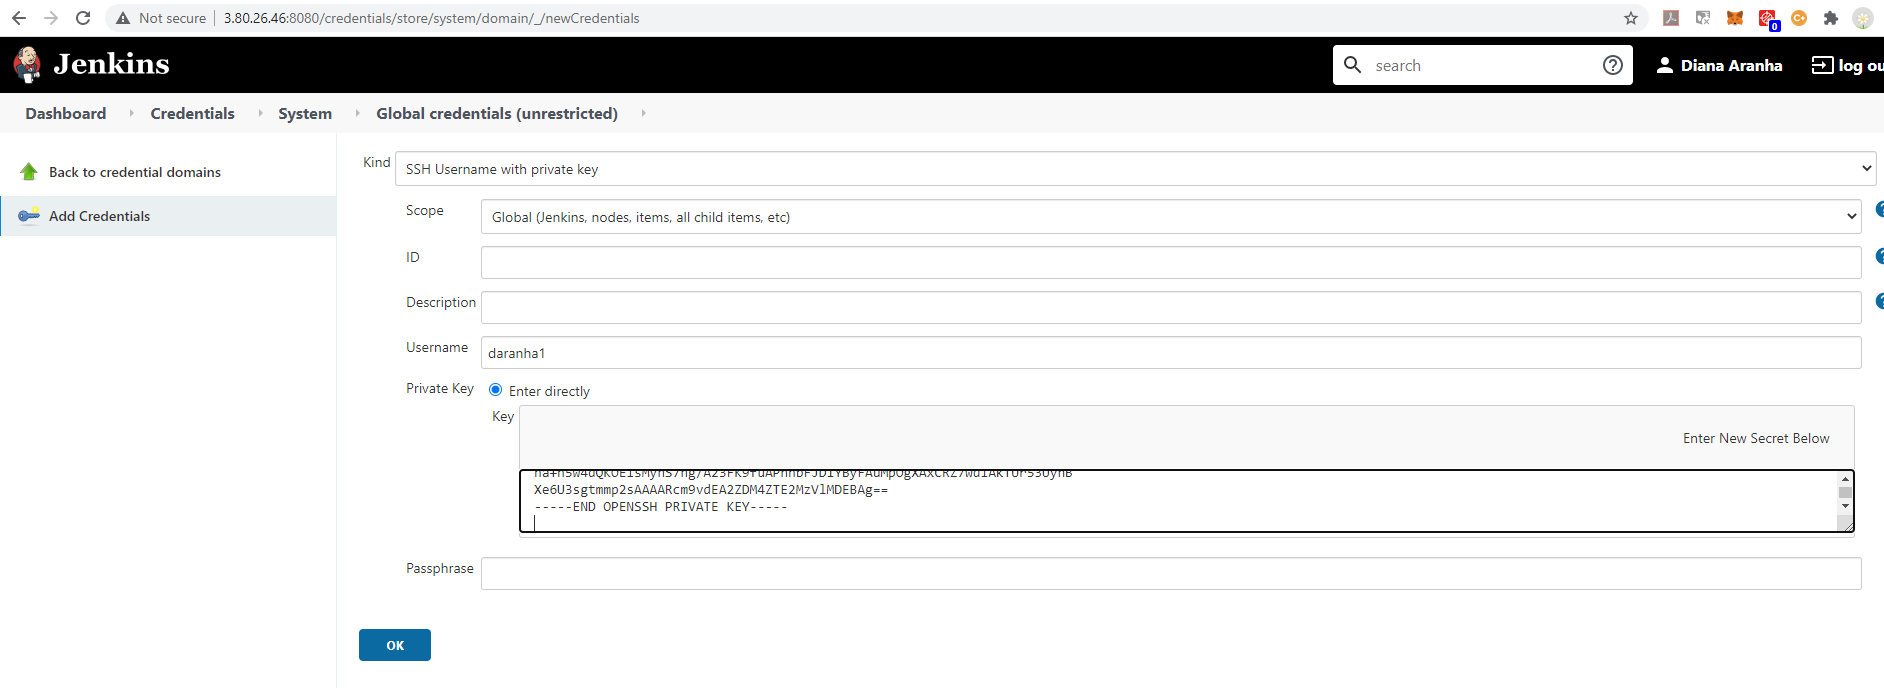 Not secure | 3.80.26.46:8080/credentials/store/system/domain/_/newCredentials
0
C+
Jenkins
search
?
Diana Aranha
log ou
Dashboard
Credentials
System
Global credentials (unrestricted)
Back to credential domains
Add Credentials
Kind
SSH Username with private key
Scope
Global (Jenkins, nodes, items, all child items, etc)
ID
Description
Username
daranha1
Private Key
Enter directly
Key
Enter New Secret Below
Xe6U3sgtmmp2sAAAARcm9vdEA2ZDM4ZTE2MzVlMDEBAg==
-----END OPENSSH PRIVATE KEY-----
Passphrase
OK